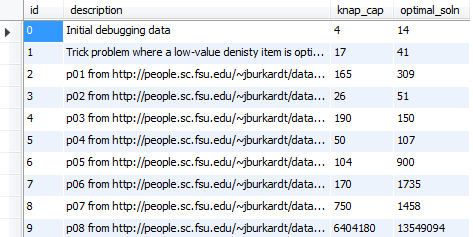 id description knap_cap optimal_soln
0 Initial debugging data 4 14
1 Trick problem where a low-value denisty item is opti... 17 41
2 p01 from http://people.sc.fsu.edu/~jburkardt/data... 165 309
3 p02 from http://people.sc.fsu.edu/~jburkardt/data... 26 51
4 p03 from http://people.sc.fsu.edu/~jburkardt/data... 190 150
5 p04 from http://people.sc.fsu.edu/~jburkardt/data... 50 107
6 p05 from http://people.sc.fsu.edu/~jburkardt/data... 104 900
7 p06 from http://people.sc.fsu.edu/~jburkardt/data... 170 1735
8 p07 from http://people.sc.fsu.edu/~jburkardt/data... 750 1458
9 p08 from http://people.sc.fsu.edu/~jburkardt/data... 6404180 13549094